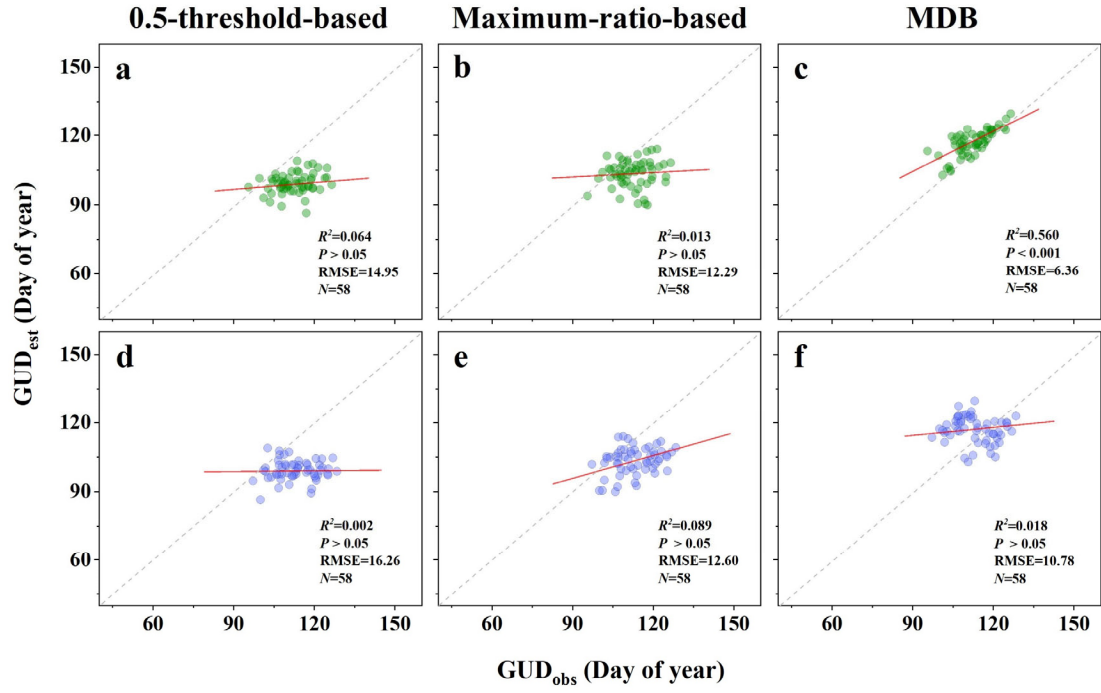 0.5-threshold-based
Maximum-ratio-based
MDB
GUDest (Day of year)
150
120
90
60
a
R²=0.064
P > 0.05
RMSE=14.95
N=58
b
R²=0.013
P > 0.05
RMSE=12.29
N=58
c
R²=0.560
P < 0.001
RMSE=6.36
N=58
150
120
90
60
d
R²=0.002
P > 0.05
RMSE=16.26
N=58
e
R²=0.089
P > 0.05
RMSE=12.60
N=58
f
R²=0.018
P > 0.05
RMSE=10.78
N=58
60 90 120 150
60 90 120 150
60 90 120 150
GUDobs (Day of year)